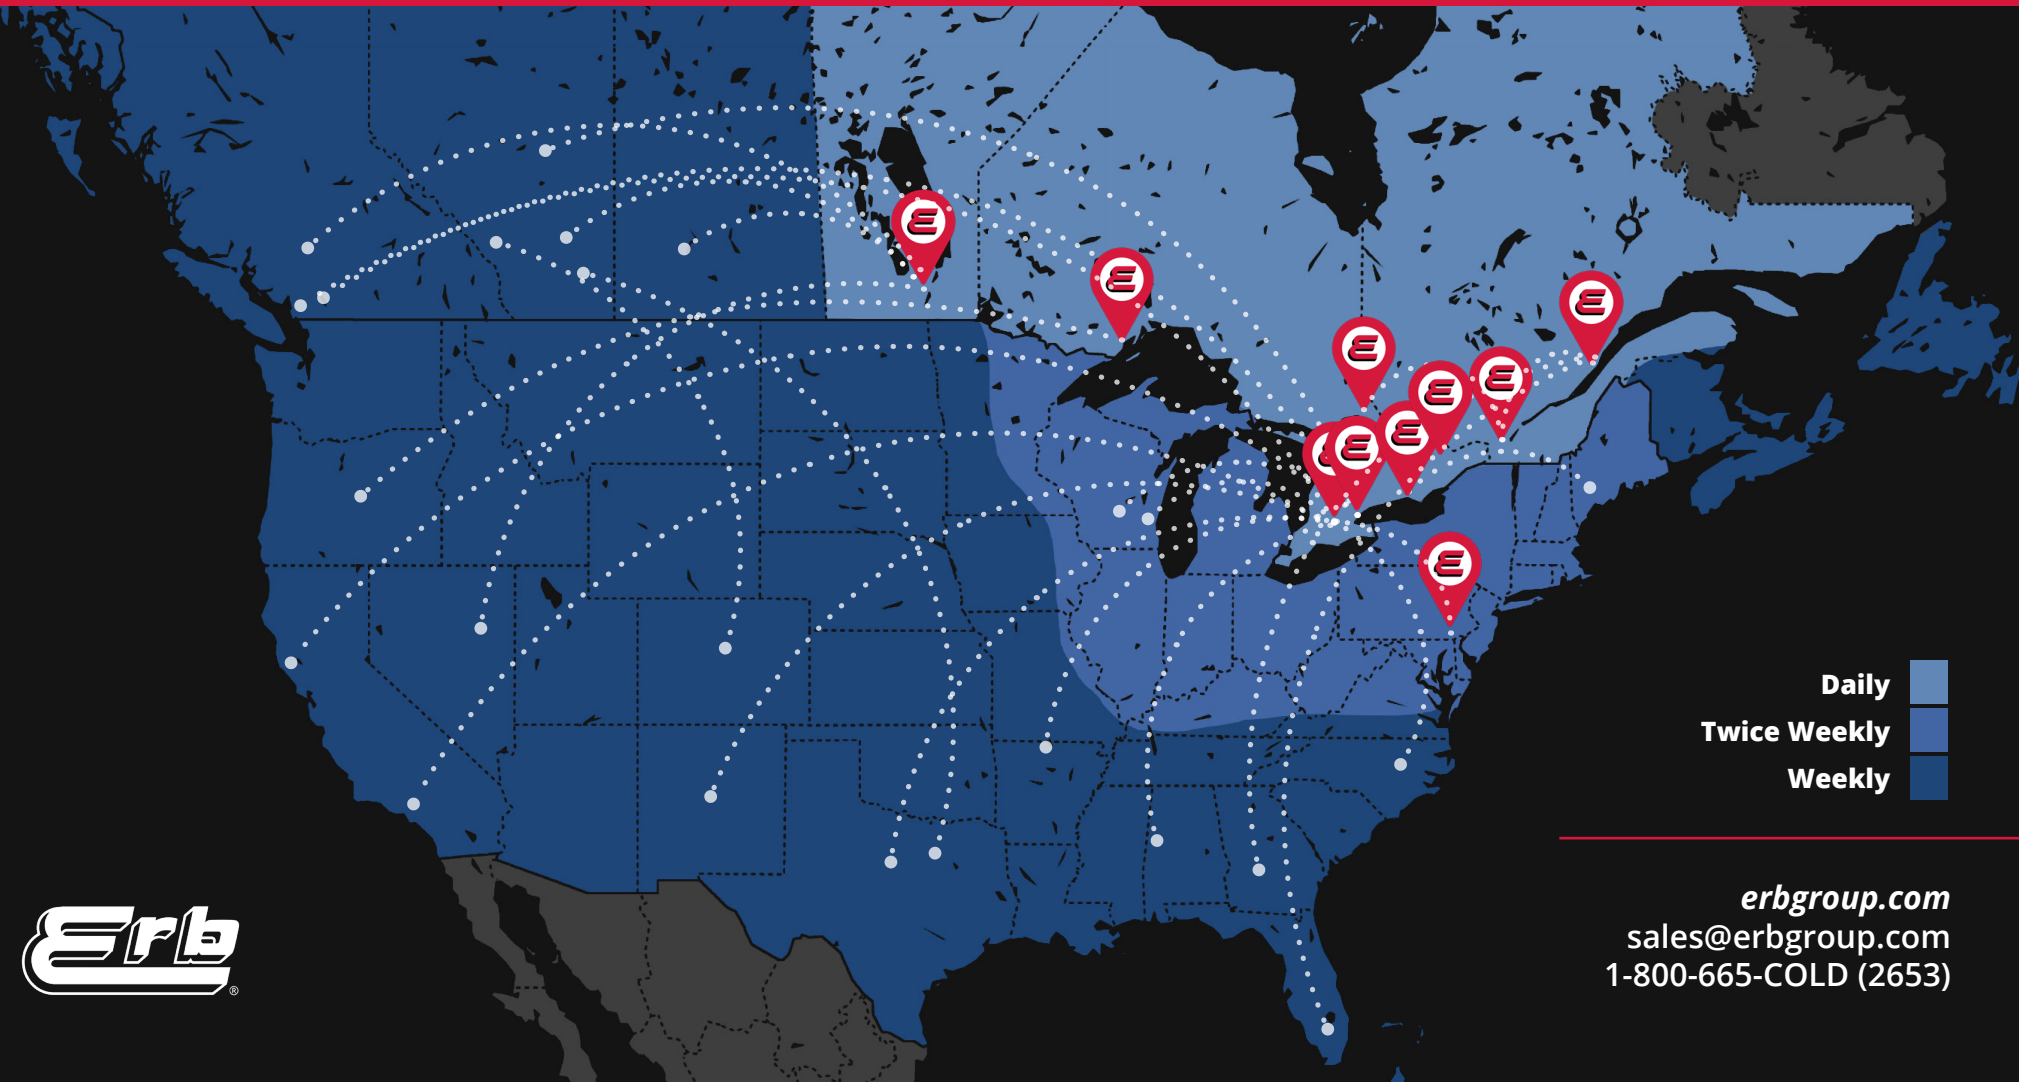 Daily
Twice Weekly
Weekly
erbgroup.com
sales@erbgroup.com
1-800-665-COLD (2653)
Erb®